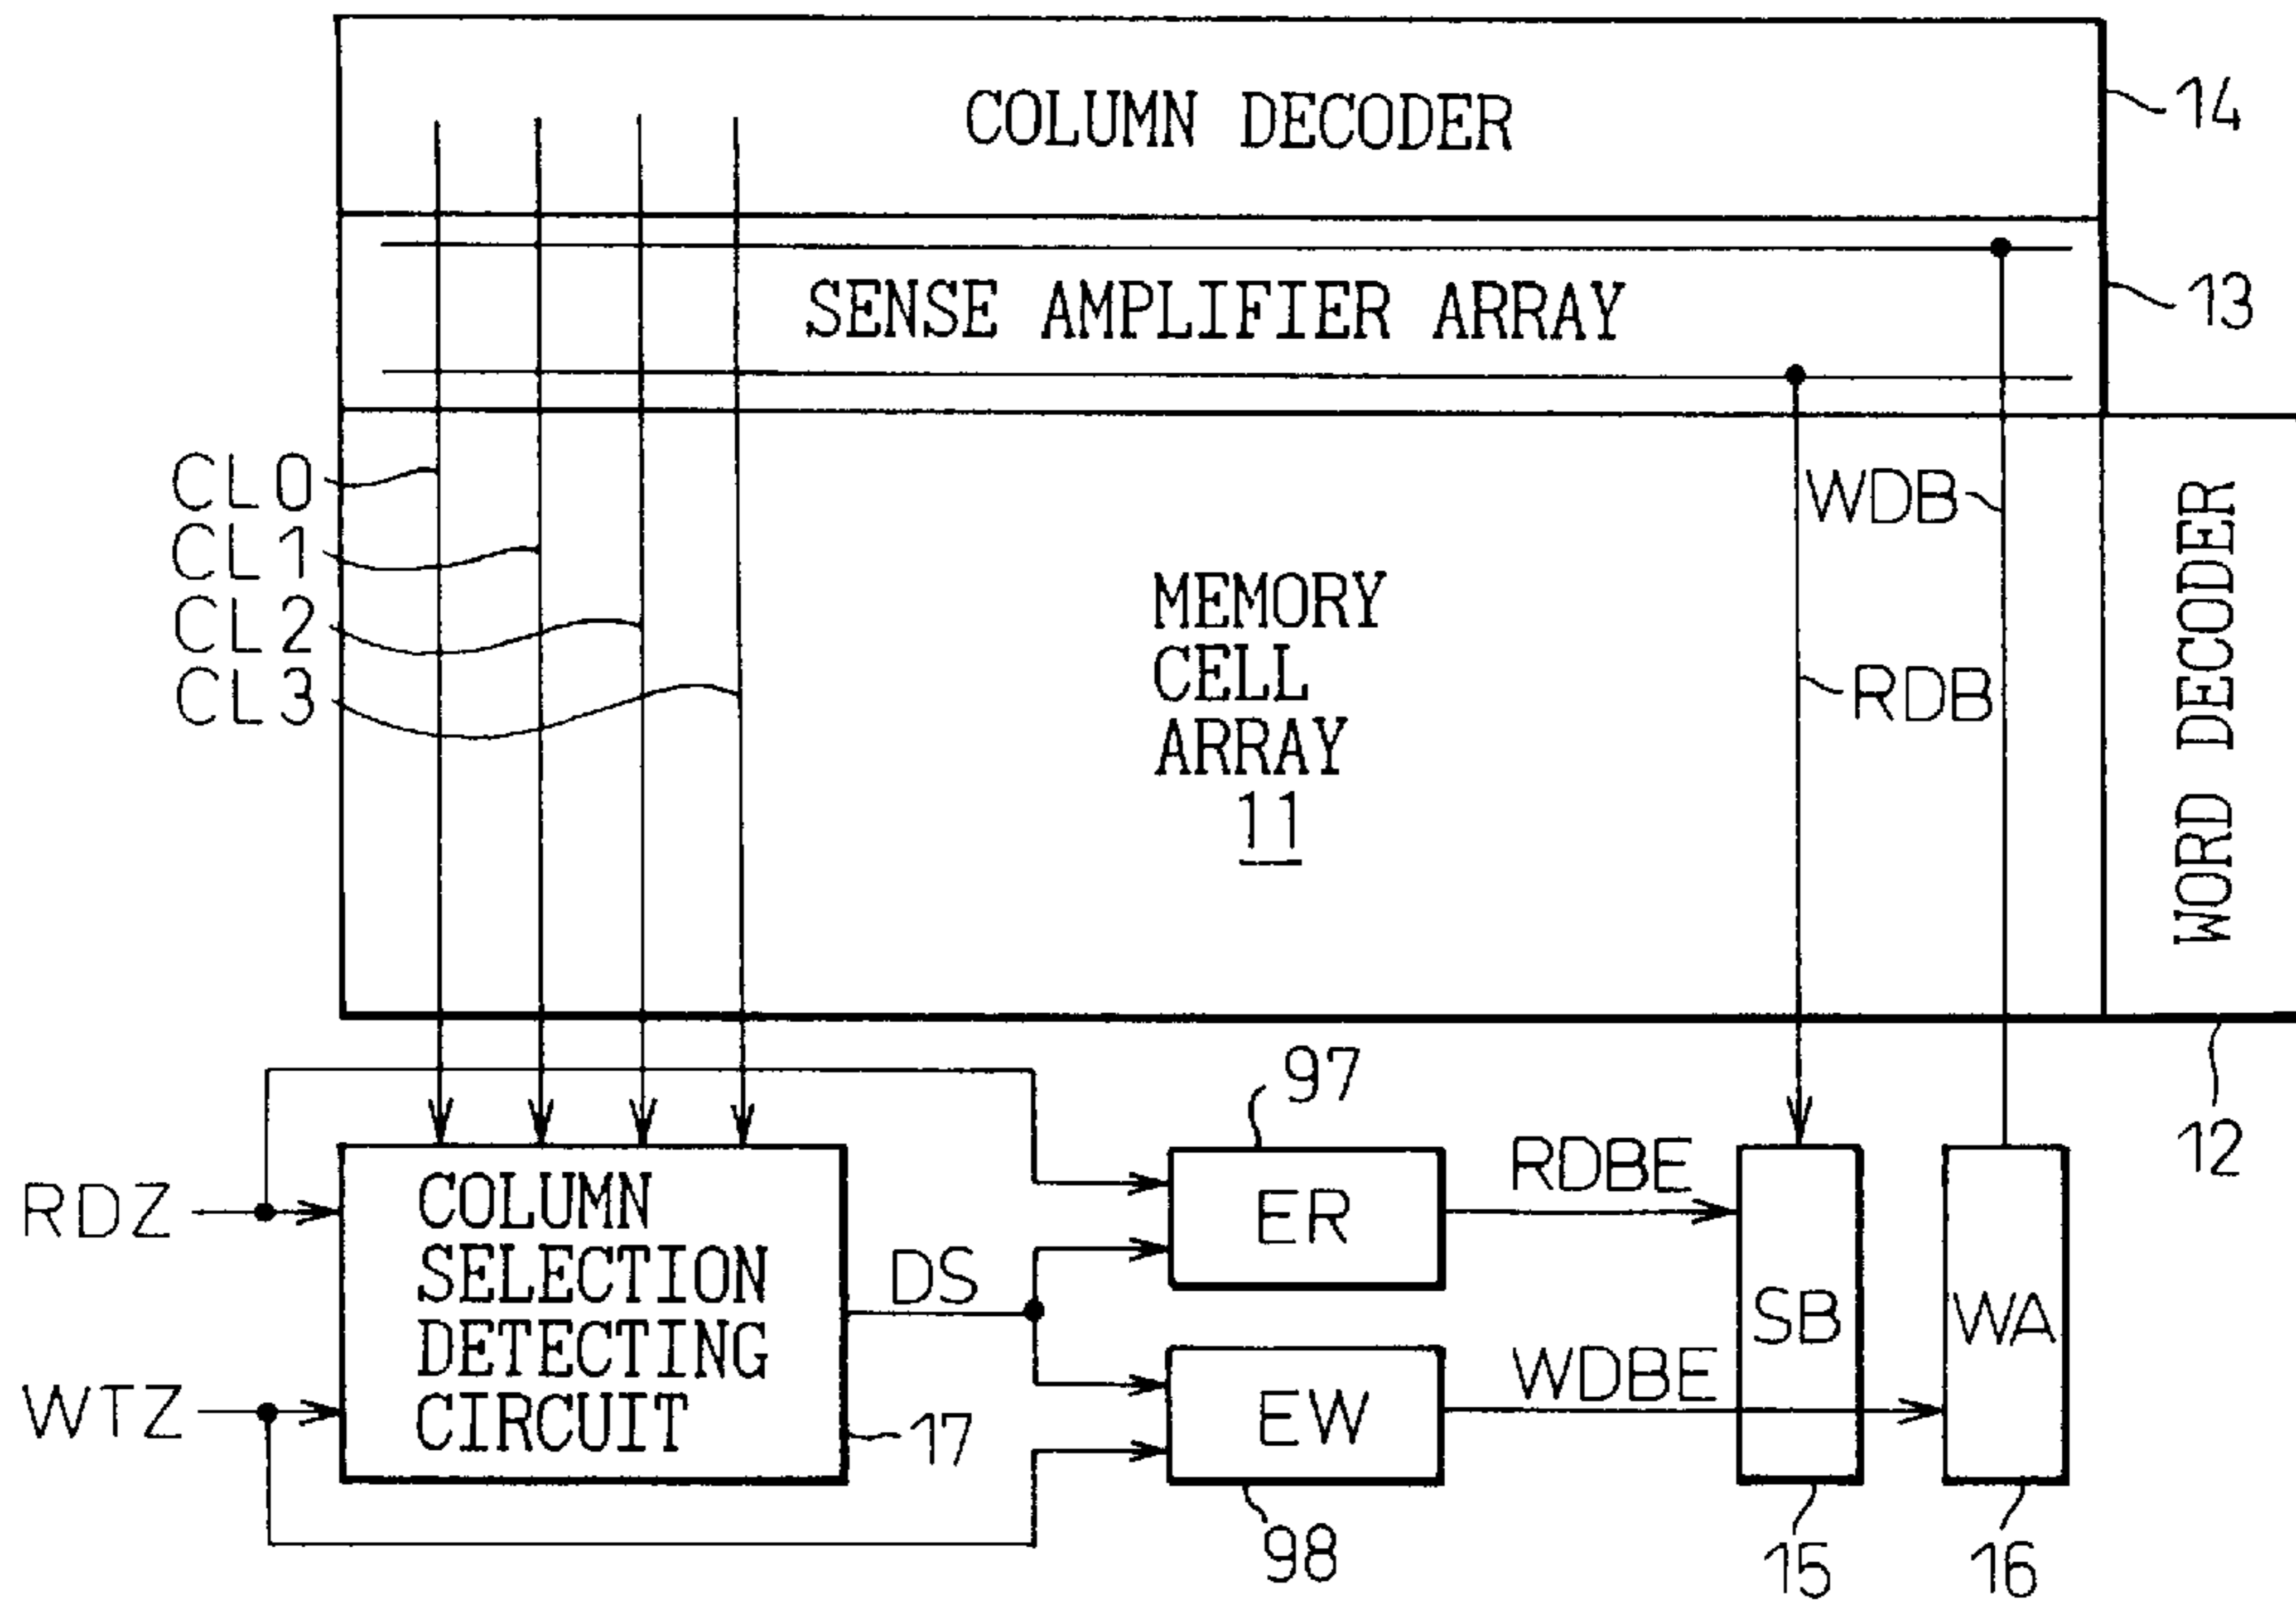 COLUMN DECODER
14
SENSE AMPLIFIER ARRAY
13
CL0
CL1
CL2
CL3
WDB
RDB
MEMORY
CELL
ARRAY
11
WORD DECODER
12
RDZ
WTZ
COLUMN
SELECTION
DETECTING
CIRCUIT
17
DS
97
ER
RDBE
EW
98
WDBE
SB
15
WA
16